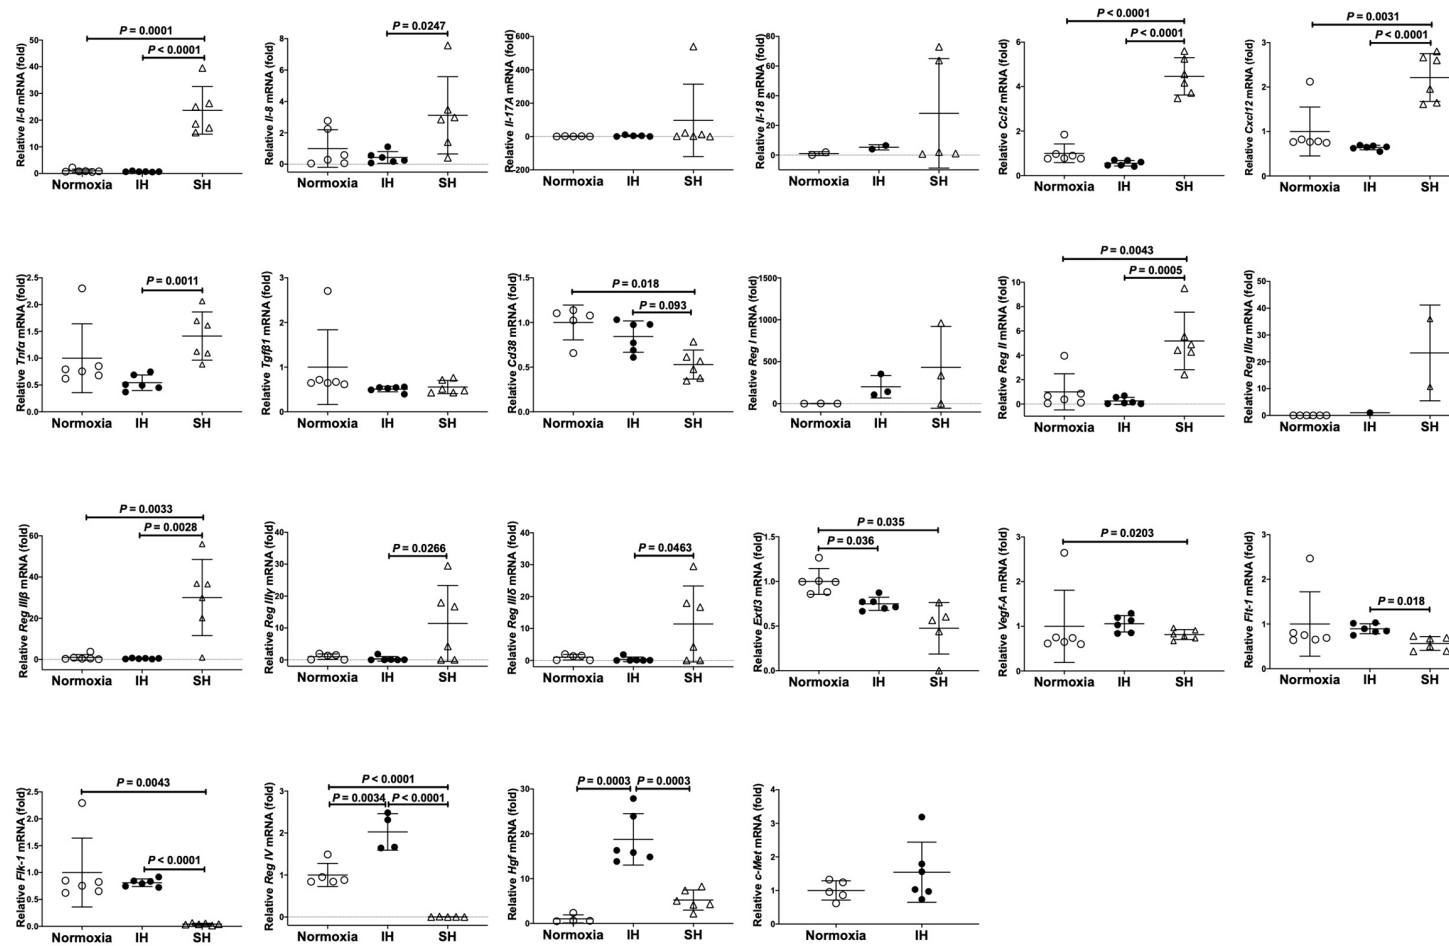 Relative Il-6 mRNA (fold)
50
40
30
20
10
0
P = 0.0001
P < 0.0001
Normoxia IH SH
Relative Il-8 mRNA (fold)
8
6
4
2
0
P = 0.0247
Normoxia IH SH
Relative Il-17A mRNA (fold)
600
400
200
0
-200
Normoxia IH SH
Relative Il-18 mRNA (fold)
80
60
40
20
0
Normoxia IH SH
Relative Ccl2 mRNA (fold)
6
4
2
0
P < 0.0001
P < 0.0001
Normoxia IH SH
Relative Cxcl12 mRNA (fold)
3
2
1
0
P = 0.0031
P < 0.0001
Normoxia IH SH
Relative Tnfα mRNA (fold)
2.5
2.0
1.5
1.0
0.5
0.0
P = 0.0011
Normoxia IH SH
Relative Tgfβ1 mRNA (fold)
3
2
1
0
Normoxia IH SH
Relative Cd38 mRNA (fold)
1.5
1.0
0.5
0.0
P = 0.018
P = 0.093
Normoxia IH SH
Relative Reg I mRNA (fold)
1500
1000
500
0
Normoxia IH SH
Relative Reg II mRNA (fold)
10
8
6
4
2
0
P = 0.0043
P = 0.0005
Normoxia IH SH
Relative Reg IIIα mRNA (fold)
50
40
30
20
10
0
Normoxia IH SH
Relative Reg IIIβ mRNA (fold)
60
40
20
0
P = 0.0033
P = 0.0028
Normoxia IH SH
Relative Reg IIIγ mRNA (fold)
40
30
20
10
0
P = 0.0266
Normoxia IH SH
Relative Reg IIIδ mRNA (fold)
40
30
20
10
0
P = 0.0463
Normoxia IH SH
Relative Extl3 mRNA (fold)
1.5
1.0
0.5
0.0
P = 0.035
P = 0.036
Normoxia IH SH
Relative Vegf-A mRNA (fold)
3
2
1
0
P = 0.0203
Normoxia IH SH
Relative Flt-1 mRNA (fold)
3
2
1
0
P = 0.018
Normoxia IH SH
Relative Flk-1 mRNA (fold)
2.5
2.0
1.5
1.0
0.5
0.0
P = 0.0043
P < 0.0001
Normoxia IH SH
Relative Reg IV mRNA (fold)
3
2
1
0
P < 0.0001
P = 0.0034
P < 0.0001
Normoxia IH SH
Relative Hgf mRNA (fold)
30
20
10
0
P = 0.0003
P = 0.0003
Normoxia IH SH
Relative c-Met mRNA (fold)
4
3
2
1
0
Normoxia IH